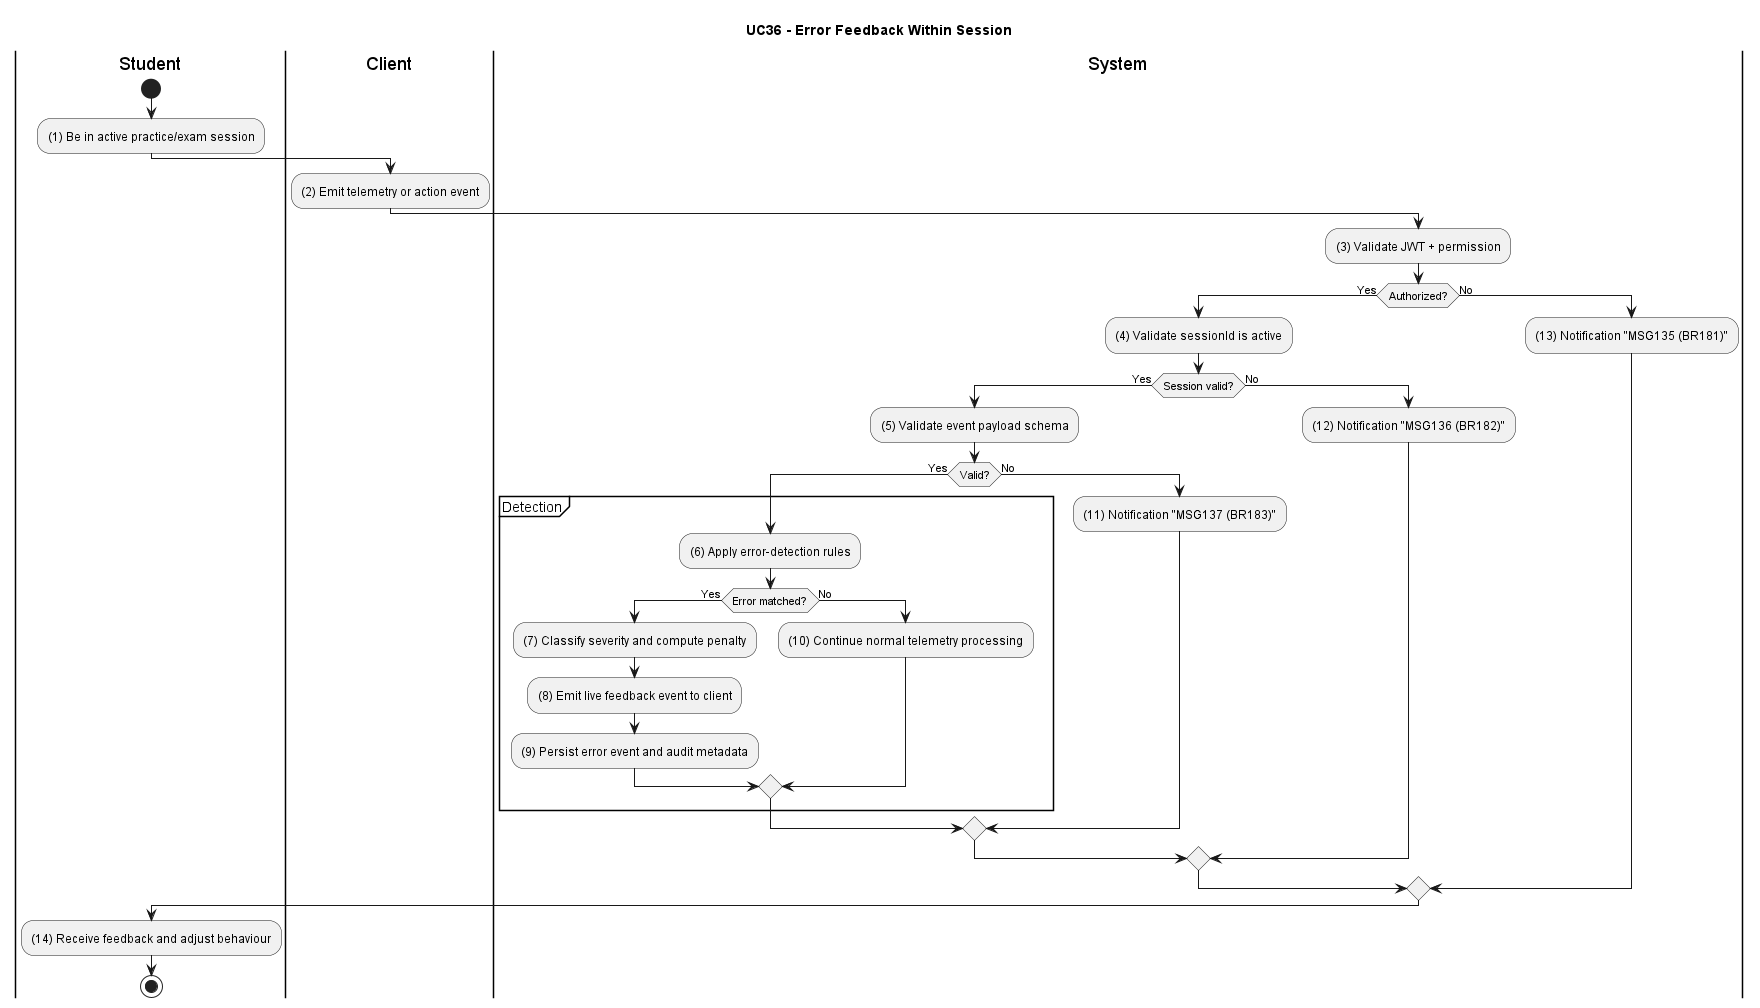 UC36 - Error Feedback Within Session
Student
Client
System
(1) Be in active practice/exam session
(2) Emit telemetry or action event
(3) Validate JWT + permission
Yes
Authorized?
No
(4) Validate sessionId is active
(13) Notification "MSG135 (BR181)"
Yes
Session valid?
No
(5) Validate event payload schema
(12) Notification "MSG136 (BR182)"
Yes
Valid?
No
Detection
(11) Notification "MSG137 (BR183)"
(6) Apply error-detection rules
Yes
Error matched?
No
(7) Classify severity and compute penalty
(10) Continue normal telemetry processing
(8) Emit live feedback event to client
(9) Persist error event and audit metadata
(14) Receive feedback and adjust behaviour